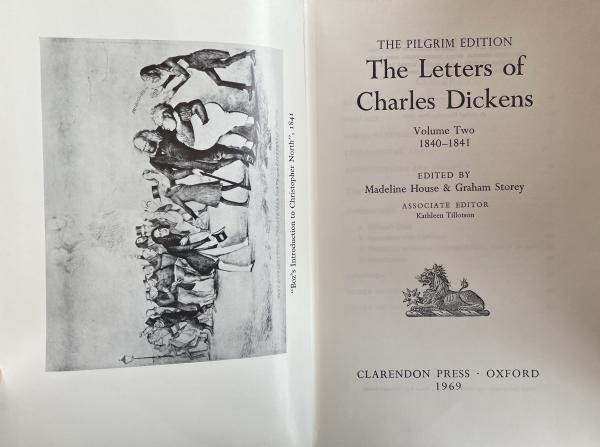 "Boz's Introduction to Christopher North", 1841
THE PILGRIM EDITION
The Letters of
Charles Dickens
Volume Two
1840–1841
EDITED BY
Madeline House & Graham Storey
ASSOCIATE EDITOR
Kathleen Tillotson
CLARENDON PRESS · OXFORD
1969